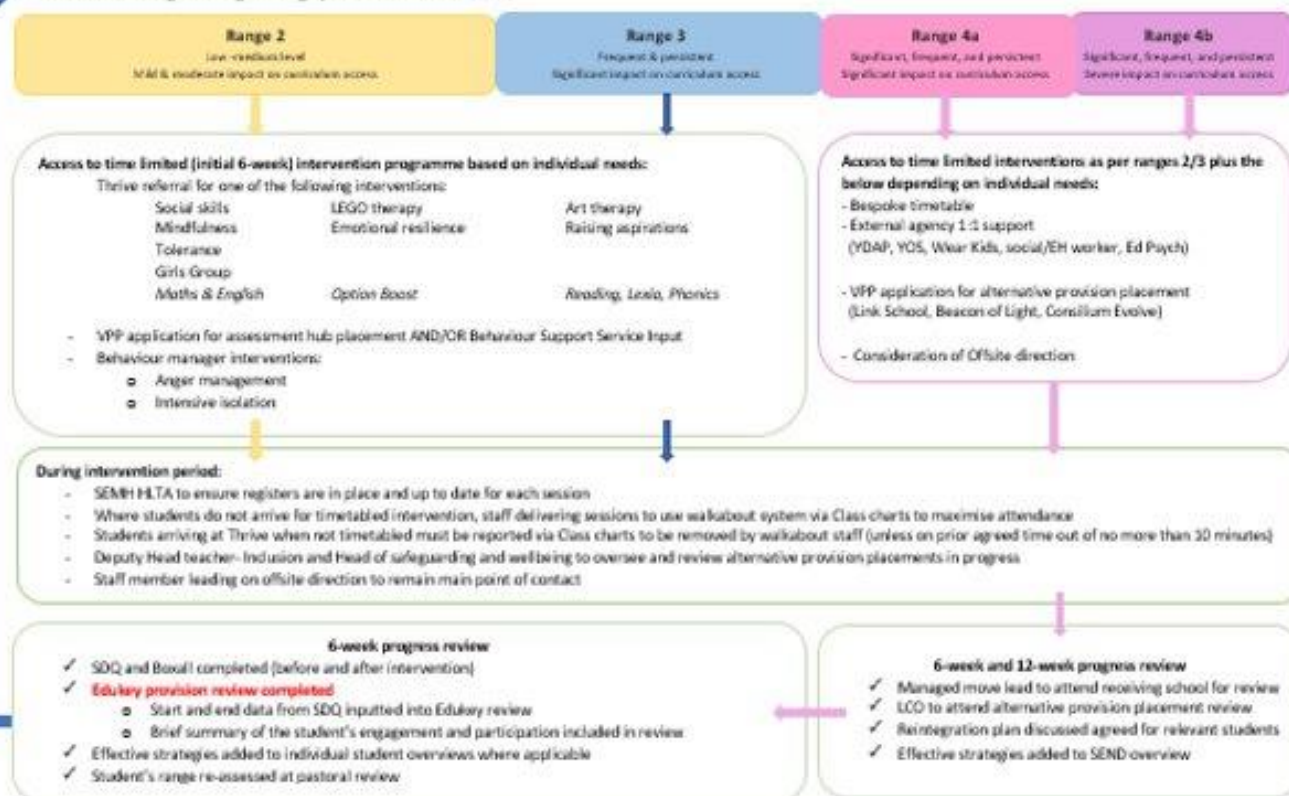 Range 2
Low-medium level
Mild & moderate impact on curriculum access
Range 3
Frequent & persistent
Significant impact on curriculum access
Range 4a
Significant, frequent, and persistent
Significant impact on curriculum access
Range 4b
Significant, frequent, and persistent
Severe impact on curriculum access
Access to time limited (initial 6-week) intervention programme based on individual needs:
Thrive referral for one of the following interventions:
Social skills LEGO therapy Art therapy
Mindfulness Emotional resilience Raising aspirations
Tolerance
Girls Group
Maths & English Option Boost Reading, Lexia, Phonics
- VPP application for assessment hub placement AND/OR Behaviour Support Service Input
- Behaviour manager interventions:
o Anger management
o Intensive isolation
Access to time limited interventions as per ranges 2/3 plus the
below depending on individual needs:
- Bespoke timetable
- External agency 1:1 support
(YDAP, YOS, Wear Kids, social/EH worker, Ed Psych)
- VPP application for alternative provision placement
(Link School, Beacon of Light, Consilium Evolve)
- Consideration of Offsite direction
During intervention period:
- SEMH HLTA to ensure registers are in place and up to date for each session
- Where students do not arrive for timetabled intervention, staff delivering sessions to use walkabout system via Class charts to maximise attendance
- Students arriving at Thrive when not timetabled must be reported via Class charts to be removed by walkabout staff (unless on prior agreed time out of no more than 10 minutes)
- Deputy Head teacher- Inclusion and Head of safeguarding and wellbeing to oversee and review alternative provision placements in progress
- Staff member leading on offsite direction to remain main point of contact
6-week progress review
✓ SDQ and Boxall completed (before and after intervention)
✓ Edukey provision review completed
o Start and end data from SDQ inputted into Edukey review
o Brief summary of the student's engagement and participation included in review
✓ Effective strategies added to individual student overviews where applicable
✓ Student's range re-assessed at pastoral review
6-week and 12-week progress review
✓ Managed move lead to attend receiving school for review
✓ LCO to attend alternative provision placement review
✓ Reintegration plan discussed agreed for relevant students
✓ Effective strategies added to SEND overview